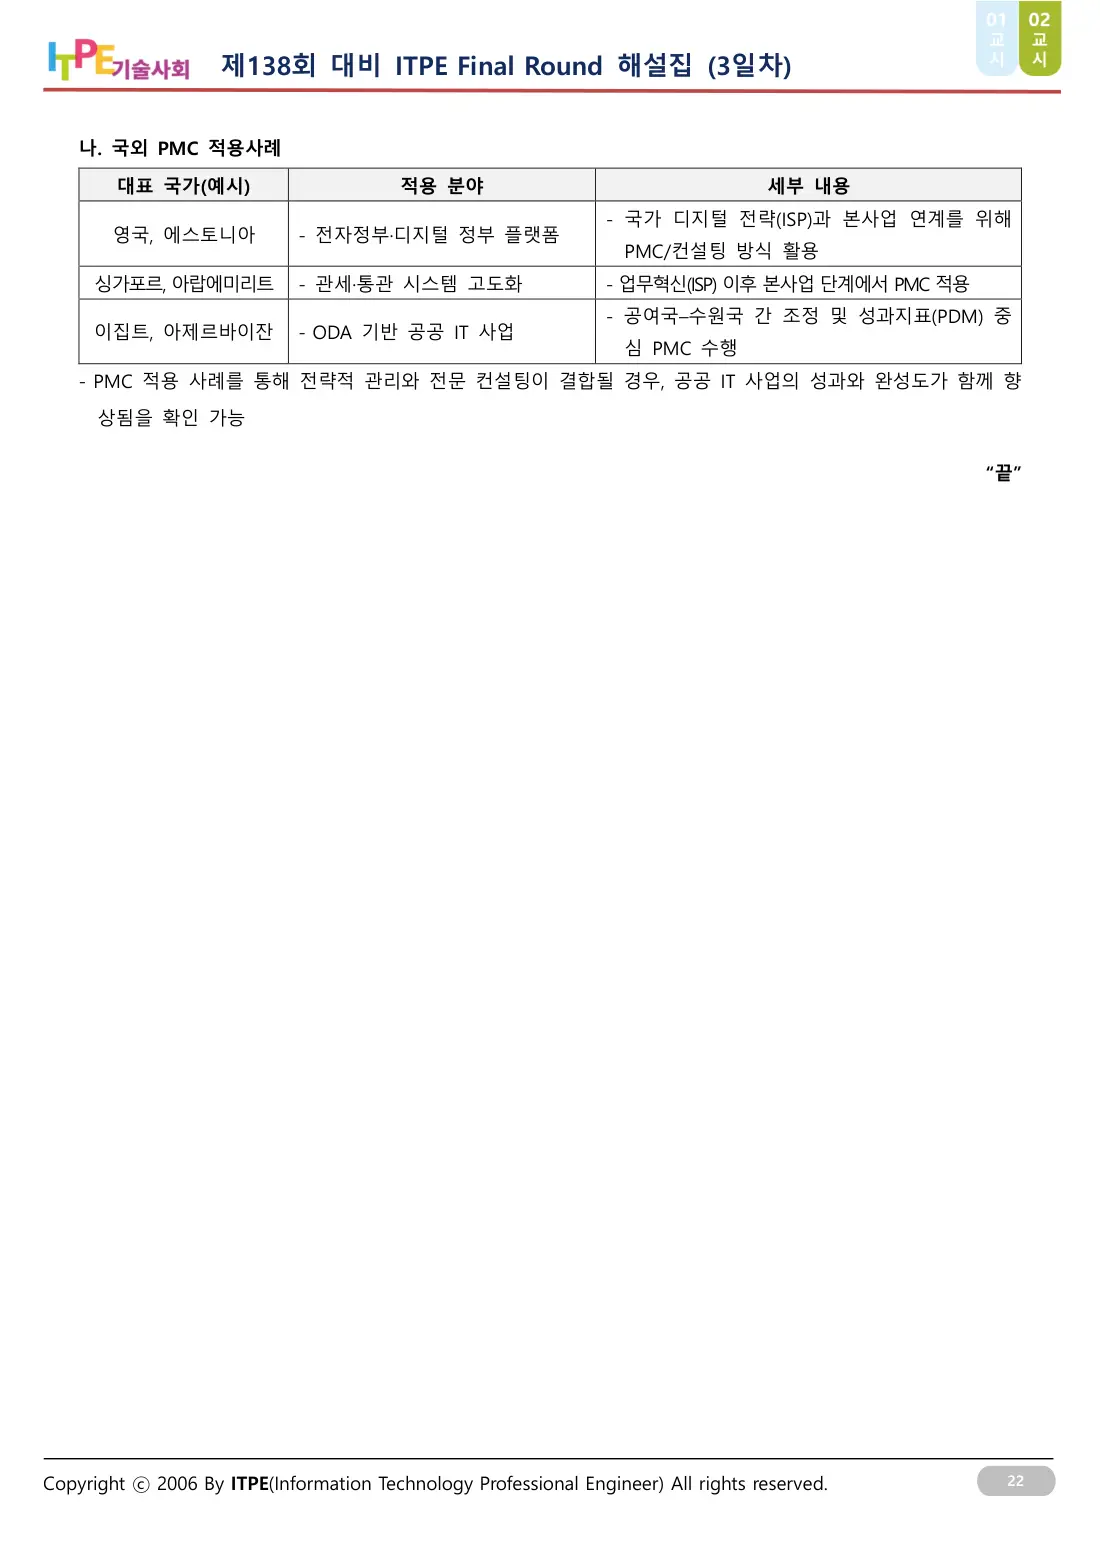 ITPE기술사회 제138회 대비 ITPE Final Round 해설집 (3일차)
01 교 시
02 교 시
나. 국외 PMC 적용사례
대표 국가(예시) 적용 분야 세부 내용
영국, 에스토니아 - 전자정부·디지털 정부 플랫폼 - 국가 디지털 전략(ISP)과 본사업 연계를 위해
PMC/컨설팅 방식 활용
싱가포르, 아랍에미리트 - 관세·통관 시스템 고도화 - 업무혁신(ISP) 이후 본사업 단계에서 PMC 적용
이집트, 아제르바이잔 - ODA 기반 공공 IT 사업 - 공여국–수원국 간 조정 및 성과지표(PDM) 중
심 PMC 수행
- PMC 적용 사례를 통해 전략적 관리와 전문 컨설팅이 결합될 경우, 공공 IT 사업의 성과와 완성도가 함께 향
상됨을 확인 가능
“끝”
Copyright ⓒ 2006 By ITPE(Information Technology Professional Engineer) All rights reserved. 22